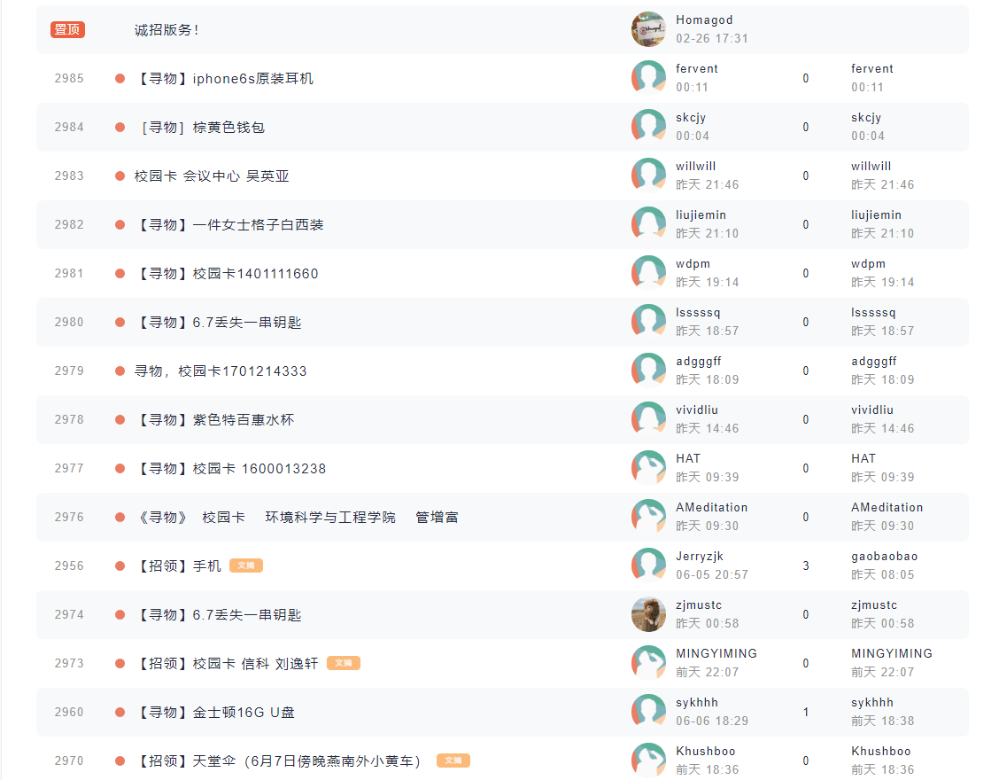 置顶 诚招版务！ Homagod
02-26 17:31
2985 【寻物】iphone6s原装耳机 fervent 0 fervent
00:11 00:11
2984 ［寻物］棕黄色钱包 skcjy 0 skcjy
00:04 00:04
2983 校园卡 会议中心 吴英亚 willwill 0 willwill
昨天 21:46 昨天 21:46
2982 【寻物】一件女士格子白西装 liujiemin 0 liujiemin
昨天 21:10 昨天 21:10
2981 【寻物】校园卡1401111660 wdpm 0 wdpm
昨天 19:14 昨天 19:14
2980 【寻物】6.7丢失一串钥匙 lsssssq 0 lsssssq
昨天 18:57 昨天 18:57
2979 寻物，校园卡1701214333 adgggff 0 adgggff
昨天 18:09 昨天 18:09
2978 【寻物】紫色特百惠水杯 vividliu 0 vividliu
昨天 14:46 昨天 14:46
2977 【寻物】校园卡 1600013238 HAT 0 HAT
昨天 09:39 昨天 09:39
2976 《寻物》 校园卡 环境科学与工程学院 管增富 AMeditation 0 AMeditation
昨天 09:30 昨天 09:30
2956 【招领】手机 文摘 Jerryzjk 3 gaobaobao
06-05 20:57 昨天 08:05
2974 【寻物】6.7丢失一串钥匙 zjmustc 0 zjmustc
昨天 00:58 昨天 00:58
2973 【招领】校园卡 信科 刘逸轩 文摘 MINGYIMING 0 MINGYIMING
前天 22:07 前天 22:07
2960 【寻物】金士顿16G U盘 sykhhh 1 sykhhh
06-06 18:29 前天 18:38
2970 【招领】天堂伞（6月7日傍晚燕南外小黄车） 文摘 Khushboo 0 Khushboo
前天 18:36 前天 18:36